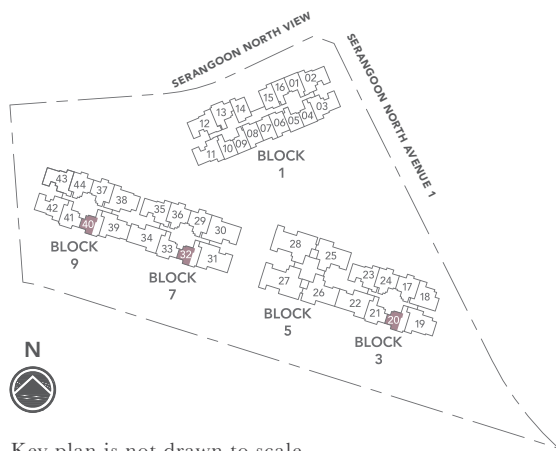 SERANGOON NORTH VIEW
SERANGOON NORTH AVENUE 1
12 13 14 15 16 01 02
11 10 09 08 07 06 05 04 03
BLOCK
1
43 44 37 38 35 36 29 30
42 41 40 39 34 33 32 31
BLOCK
9
BLOCK
7
28 25 23 24 17 18
27 26 22 21 20 19
BLOCK
5
BLOCK
3
N
Key plan is not drawn to scale